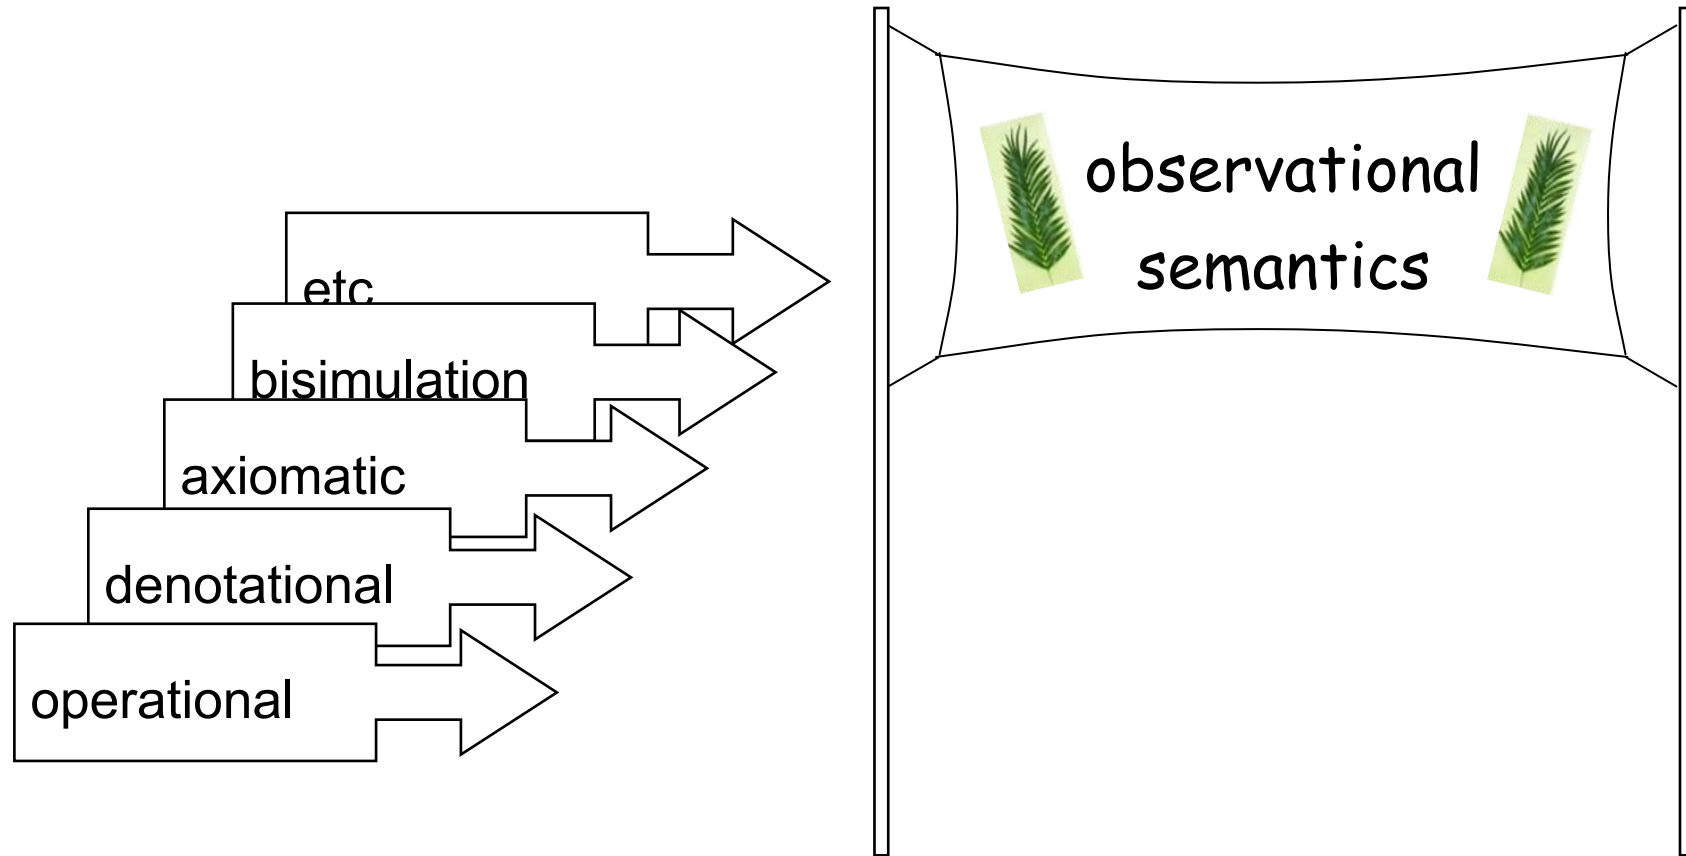 etc
bisimulation
axiomatic
denotational
operational
observational
semantics